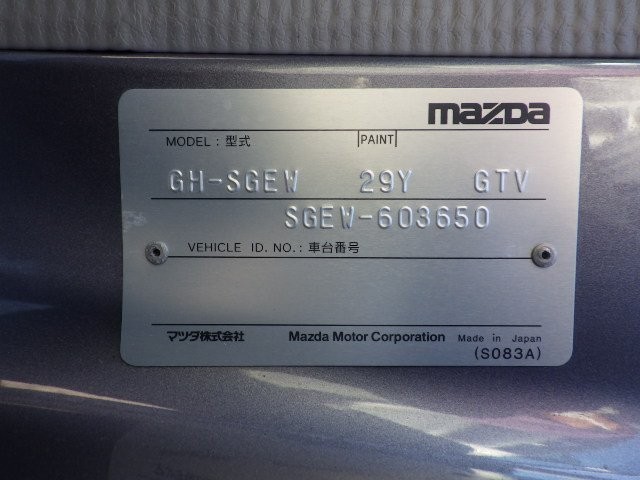 mazda
MODEL : 型式 PAINT
GH-SGEW 29Y GTV
SGEW-603650
VEHICLE ID. NO. : 車台番号
マツダ株式会社 Mazda Motor Corporation Made in Japan
(S083A)